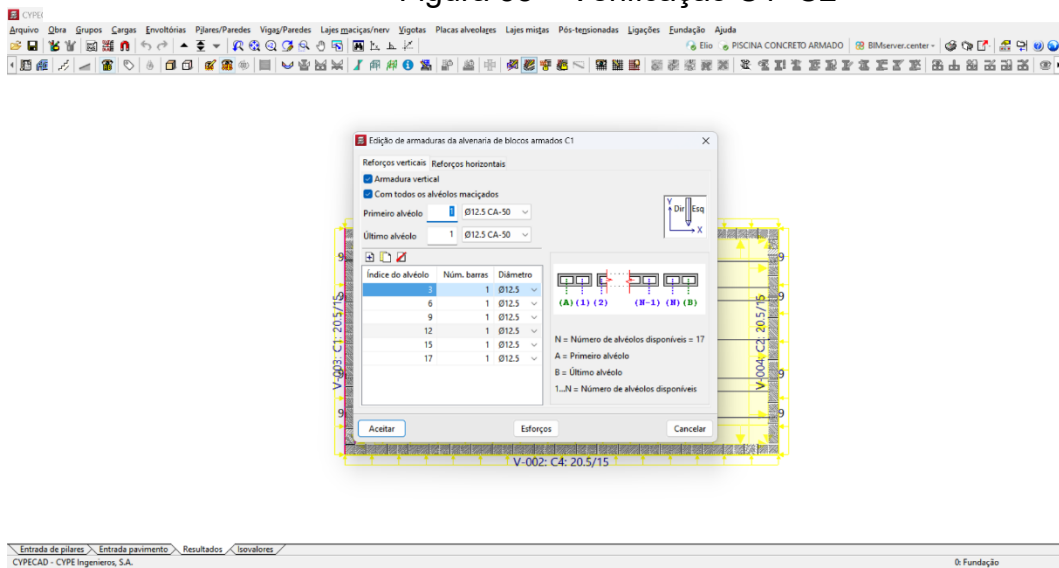 CYPE
Arquivo Obra Grupos Cargas Envoltórias Pilares/Paredes Vigas/Paredes Lajes maciças/nerv Vigotas Placas alveolares Lajes mistas Pós-tensionadas Ligações Fundação Ajuda
Elio PISCINA CONCRETO ARMADO BIMserver.center
Edição de armaduras da alvenaria de blocos armados C1
Reforços verticais Reforços horizontais
Armadura vertical
Com todos os alvéolos maciçados
Primeiro alvéolo 1 Ø12.5 CA-50
Último alvéolo 1 Ø12.5 CA-50
Y Dir Esq X
Índice do alvéolo Núm. barras Diâmetro
3 1 Ø12.5
6 1 Ø12.5
9 1 Ø12.5
12 1 Ø12.5
15 1 Ø12.5
17 1 Ø12.5
(A) (1) (2) (N-1) (N) (B)
N = Número de alvéolos disponíveis = 17
A = Primeiro alvéolo
B = Último alvéolo
1...N = Número de alvéolos disponíveis
Aceitar Esforços Cancelar
V-003: C1: 20.5/15
V-004: C2: 20.5/15
V-002: C4: 20.5/15
Entrada de pilares Entrada pavimento Resultados Isovalores
CYPECAD - CYPE Ingenieros, S.A. 0: Fundação